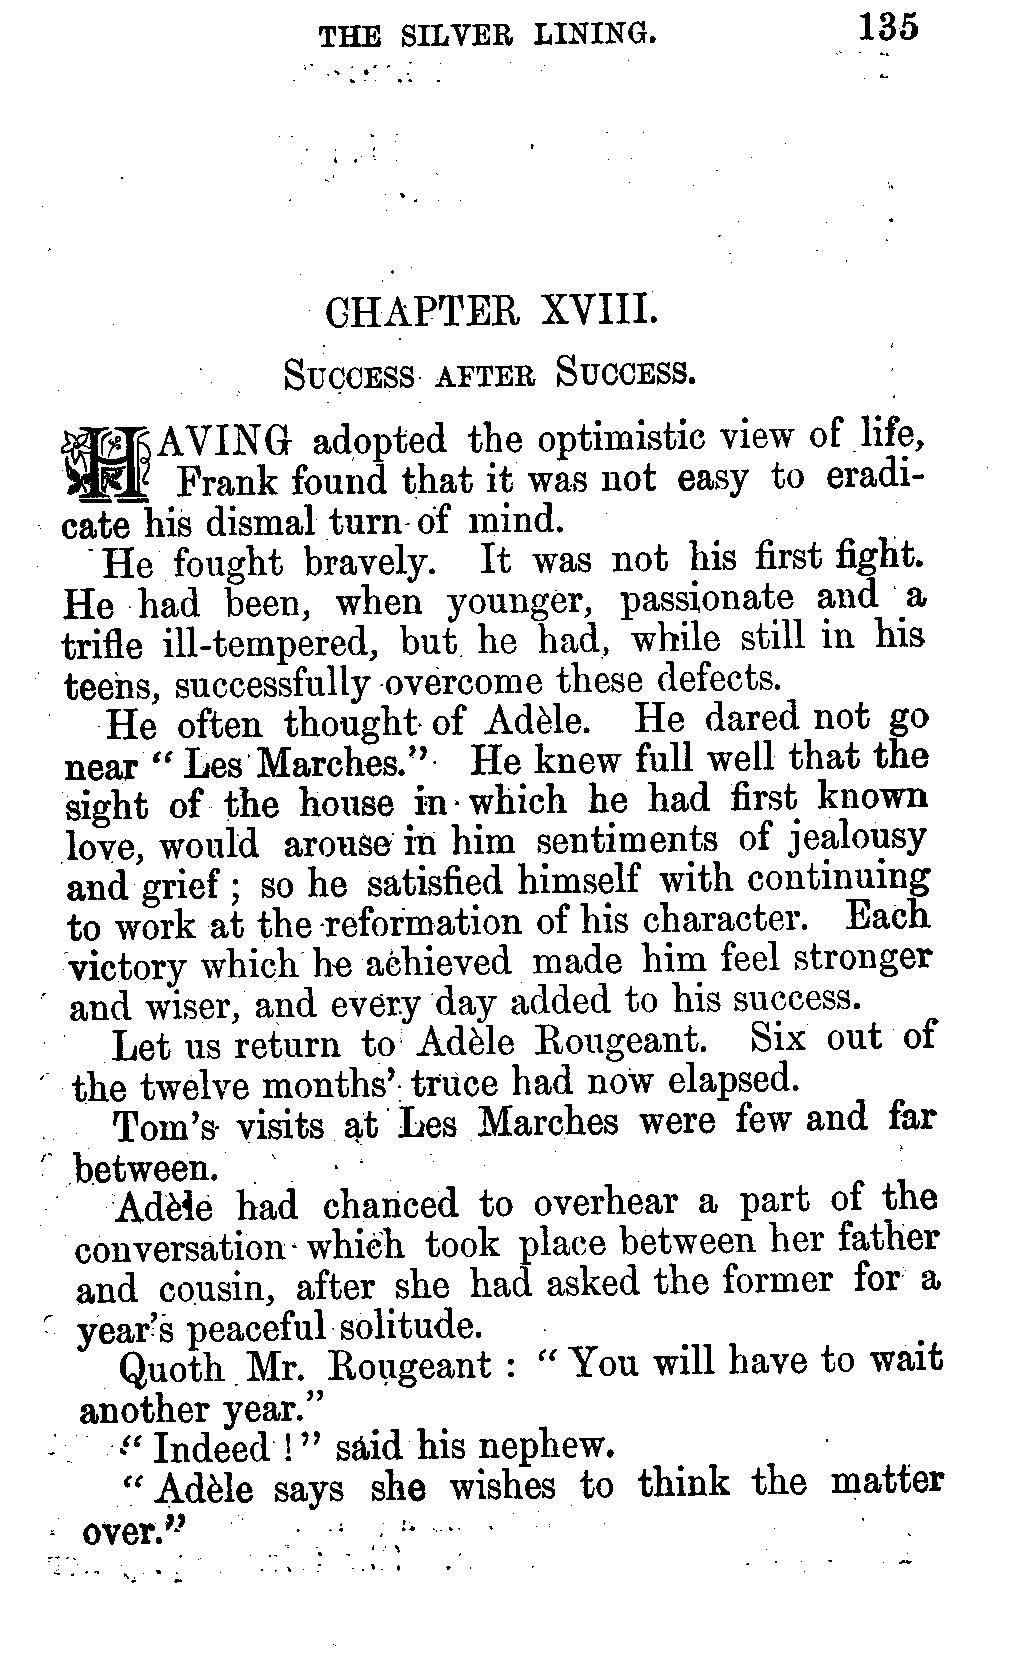 THE SILVER LINING. 135
CHAPTER XVIII.
SUCCESS AFTER SUCCESS.
HAVING adopted the optimistic view of life,
Frank found that it was not easy to eradi-
cate his dismal turn of mind.
He fought bravely. It was not his first fight.
He had been, when younger, passionate and a
trifle ill-tempered, but he had, while still in his
teens, successfully overcome these defects.
He often thought of Adèle. He dared not go
near “ Les Marches.” He knew full well that the
sight of the house in which he had first known
love, would arouse in him sentiments of jealousy
and grief ; so he satisfied himself with continuing
to work at the reformation of his character. Each
victory which he achieved made him feel stronger
and wiser, and every day added to his success.
Let us return to Adèle Rougeant. Six out of
the twelve months’ truce had now elapsed.
Tom’s visits at Les Marches were few and far
between.
Adèle had chanced to overhear a part of the
conversation which took place between her father
and cousin, after she had asked the former for a
year’s peaceful solitude.
Quoth Mr. Rougeant : “ You will have to wait
another year.”
“ Indeed ! ” said his nephew.
“ Adèle says she wishes to think the matter
over.”